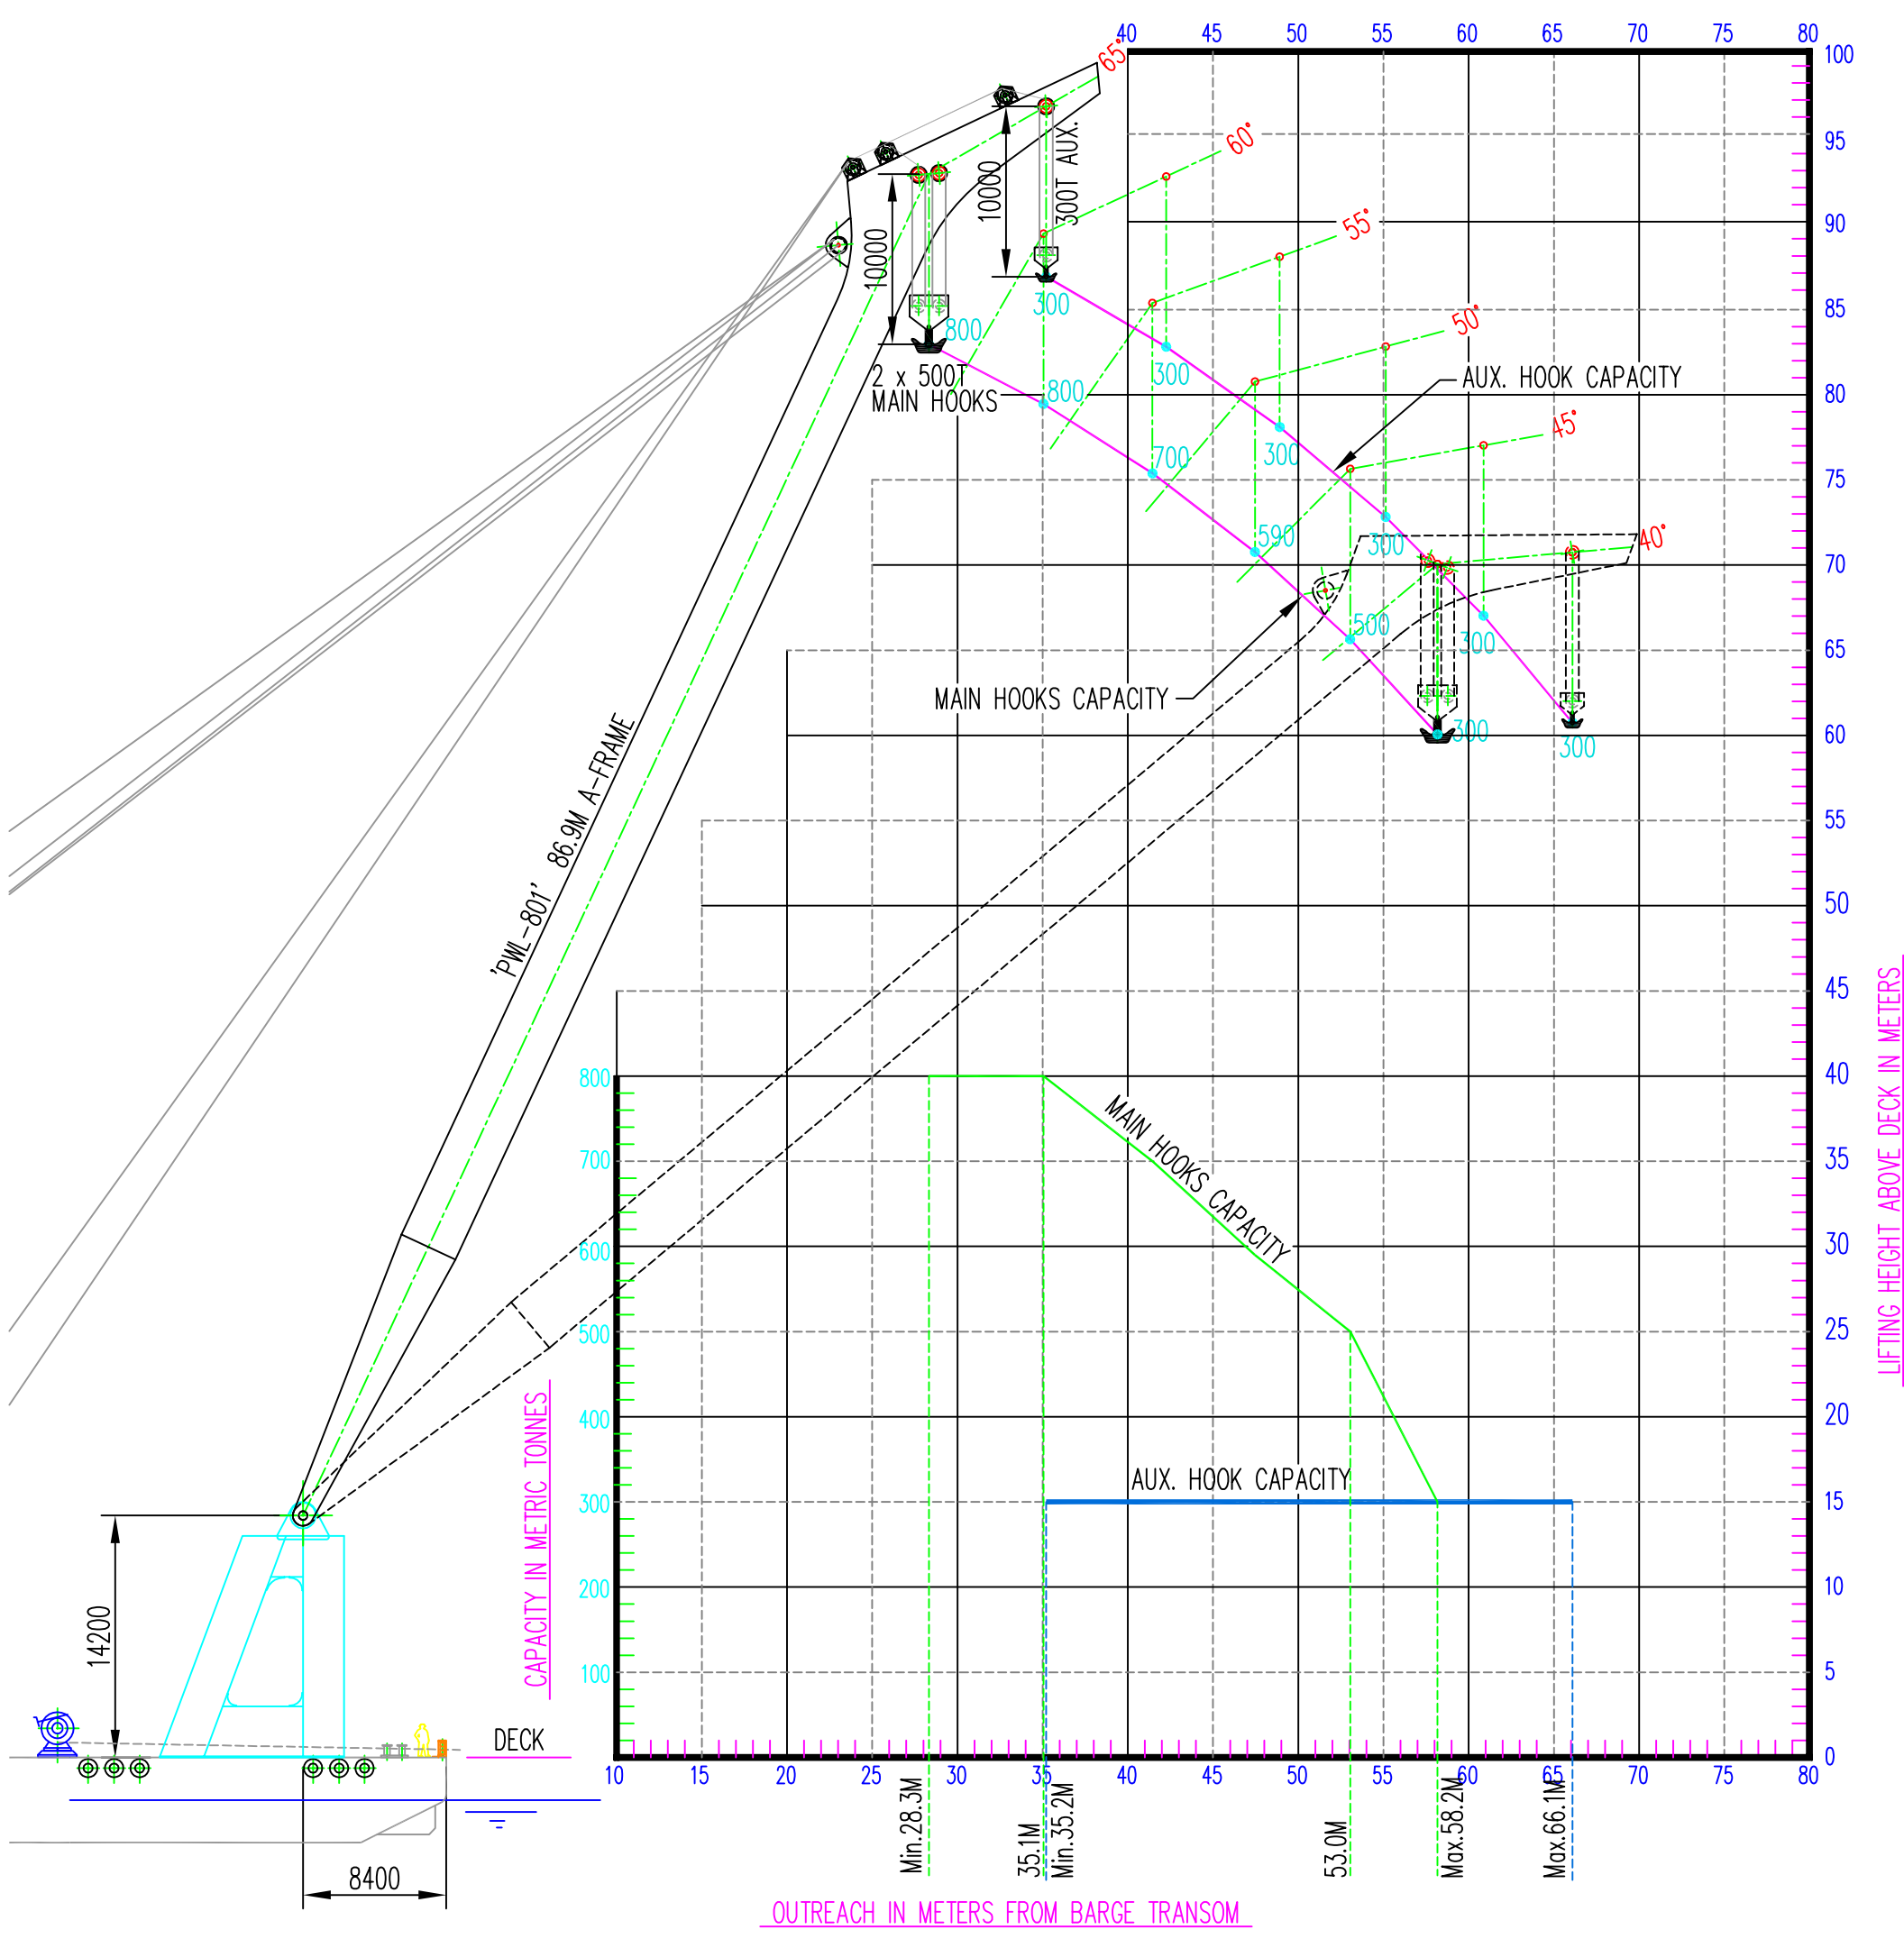 40 45 50 55 60 65 70 75 80
100
95
90
85
80
75
70
65
60
55
50
45
40
35
30
25
20
15
10
5
0
65°
60°
55°
50°
45°
40°
10000
10000
300T AUX.
300
800
2 x 500T
MAIN HOOKS
800
300
700
300
590
300
500
300
300
300
AUX. HOOK CAPACITY
MAIN HOOKS CAPACITY
'PWL-801' 86.9M A-FRAME
LIFTING HEIGHT ABOVE DECK IN METERS
800
700
600
500
400
300
200
100
CAPACITY IN METRIC TONNES
MAIN HOOKS CAPACITY
AUX. HOOK CAPACITY
14200
DECK
8400
10 15 20 25 30 35 40 45 50 55 60 65 70 75 80
Min.28.3M
35.1M
Min.35.2M
53.0M
Max.58.2M
Max.66.1M
OUTREACH IN METERS FROM BARGE TRANSOM